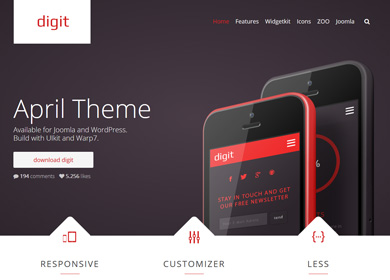 digit
Home Features Widgetkit Icons ZOO Joomla
April Theme
Available for Joomla and WordPress.
Build with UIkit and Warp7.
download digit
194 comments 5.256 likes
digit
STAY IN TOUCH AND GET
OUR FREE NEWSLETTER
send
%
RESPONSIVE CUSTOMIZER LESS